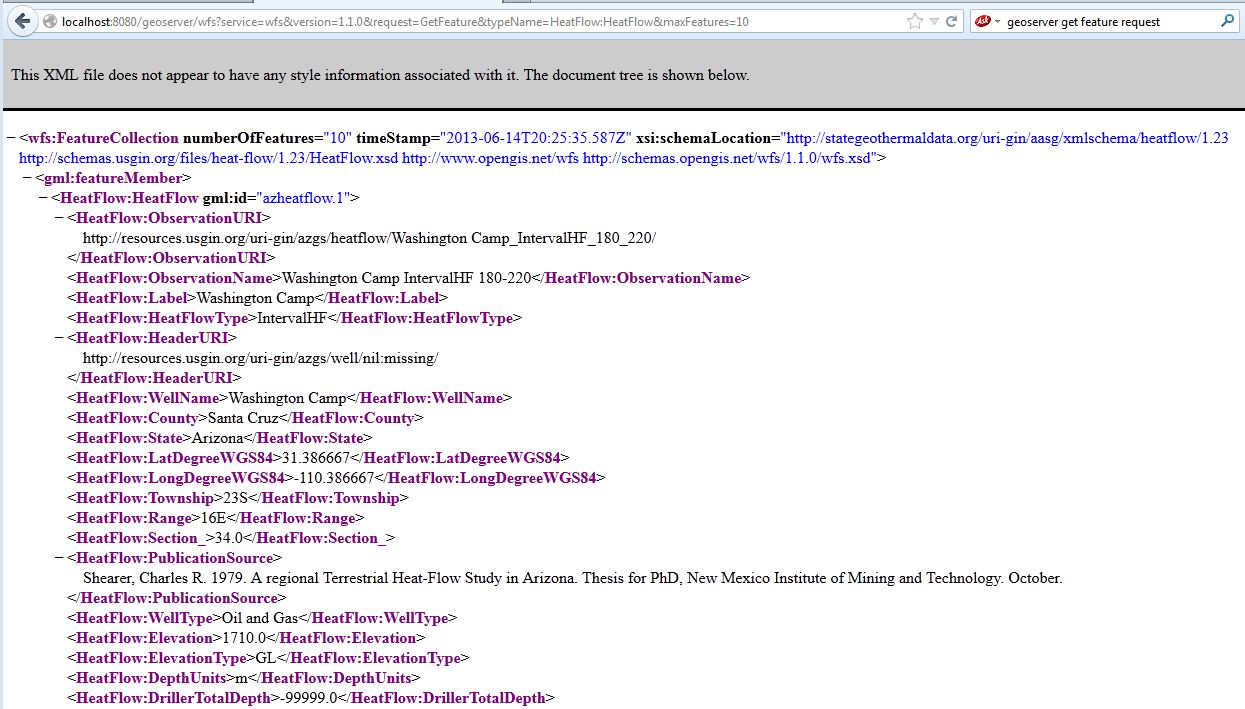 localhost:8080/geoserver/wfs?service=wfs&version=1.1.0&request=GetFeature&typeName=HeatFlow:HeatFlow&maxFeatures=10
Ask
geoserver get feature request
This XML file does not appear to have any style information associated with it. The document tree is shown below.
−<wfs:FeatureCollection numberOfFeatures="10" timeStamp="2013-06-14T20:25:35.587Z" xsi:schemaLocation="http://stategeothermaldata.org/uri-gin/aasg/xmlschema/heatflow/1.23
http://schemas.usgin.org/files/heat-flow/1.23/HeatFlow.xsd http://www.opengis.net/wfs http://schemas.opengis.net/wfs/1.1.0/wfs.xsd">
−<gml:featureMember>
−<HeatFlow:HeatFlow gml:id="azheatflow.1">
−<HeatFlow:ObservationURI>
http://resources.usgin.org/uri-gin/azgs/heatflow/Washington Camp_IntervalHF_180_220/
</HeatFlow:ObservationURI>
<HeatFlow:ObservationName>Washington Camp IntervalHF 180-220</HeatFlow:ObservationName>
<HeatFlow:Label>Washington Camp</HeatFlow:Label>
<HeatFlow:HeatFlowType>IntervalHF</HeatFlow:HeatFlowType>
−<HeatFlow:HeaderURI>
http://resources.usgin.org/uri-gin/azgs/well/nil:missing/
</HeatFlow:HeaderURI>
<HeatFlow:WellName>Washington Camp</HeatFlow:WellName>
<HeatFlow:County>Santa Cruz</HeatFlow:County>
<HeatFlow:State>Arizona</HeatFlow:State>
<HeatFlow:LatDegreeWGS84>31.386667</HeatFlow:LatDegreeWGS84>
<HeatFlow:LongDegreeWGS84>-110.386667</HeatFlow:LongDegreeWGS84>
<HeatFlow:Township>23S</HeatFlow:Township>
<HeatFlow:Range>16E</HeatFlow:Range>
<HeatFlow:Section_>34.0</HeatFlow:Section_>
−<HeatFlow:PublicationSource>
Shearer, Charles R. 1979. A regional Terrestrial Heat-Flow Study in Arizona. Thesis for PhD, New Mexico Institute of Mining and Technology. October.
</HeatFlow:PublicationSource>
<HeatFlow:WellType>Oil and Gas</HeatFlow:WellType>
<HeatFlow:Elevation>1710.0</HeatFlow:Elevation>
<HeatFlow:ElevationType>GL</HeatFlow:ElevationType>
<HeatFlow:DepthUnits>m</HeatFlow:DepthUnits>
<HeatFlow:DrillerTotalDepth>-99999.0</HeatFlow:DrillerTotalDepth>